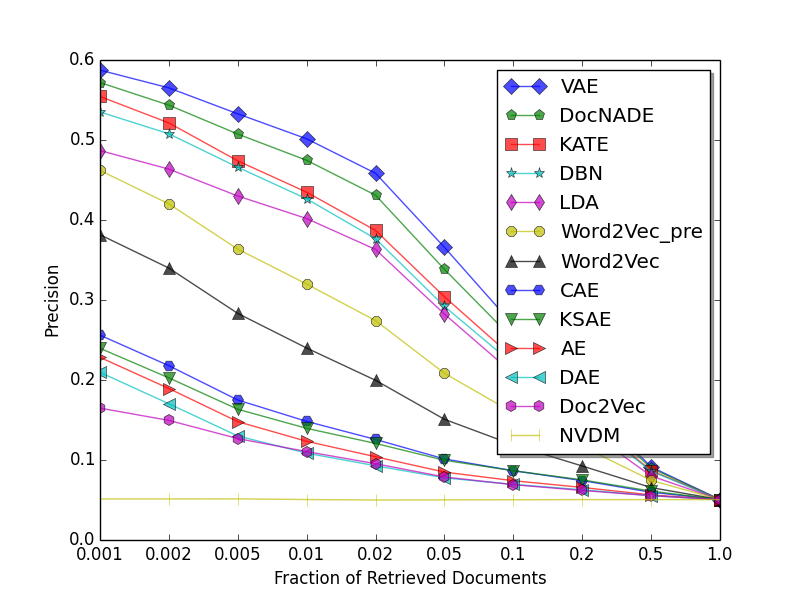 0.6
0.5
0.4
0.3
0.2
0.1
0.0
Precision
VAE
DocNADE
KATE
DBN
LDA
Word2Vec_pre
Word2Vec
CAE
KSAE
AE
DAE
Doc2Vec
NVDM
0.001 0.002 0.005 0.01 0.02 0.05 0.1 0.2 0.5 1.0
Fraction of Retrieved Documents